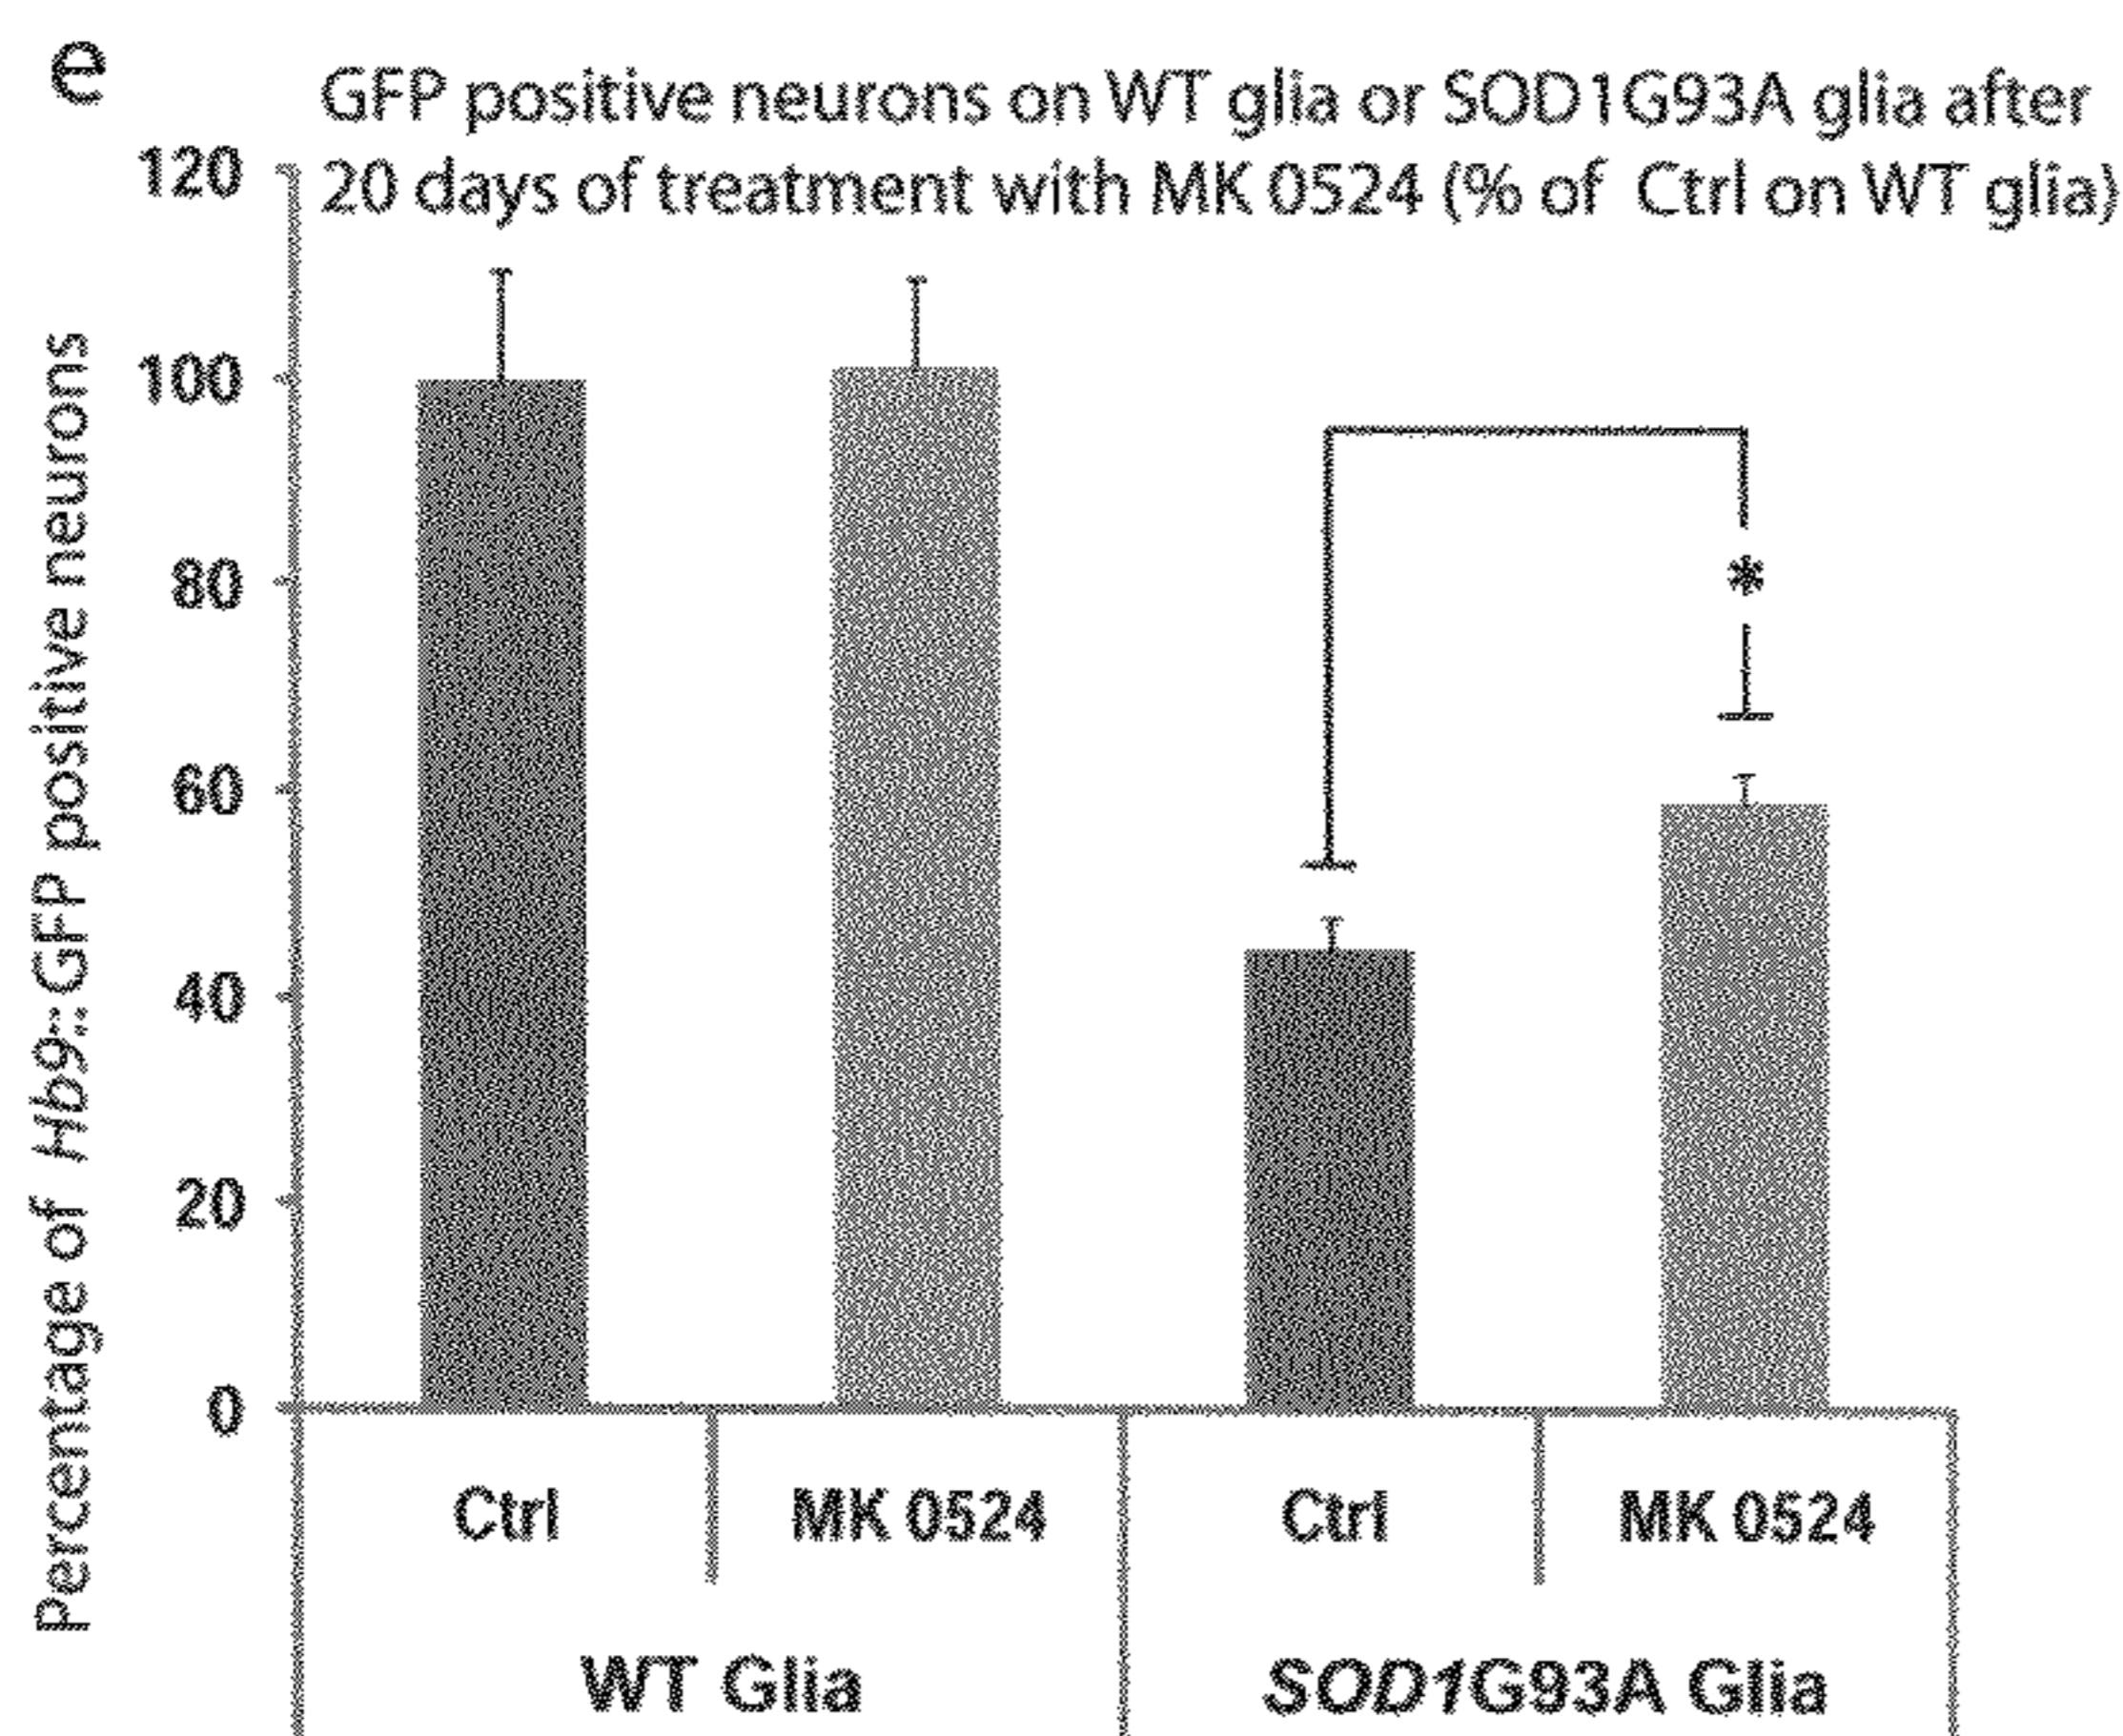 e
GFP positive neurons on WT glia or SOD1G93A glia after
20 days of treatment with MK 0524 (% of Ctrl on WT glia)
Percentage of Hb9::GFP positive neurons
120
100
80
60
40
20
0
*
Ctrl MK 0524 Ctrl MK 0524
WT Glia SOD1G93A Glia